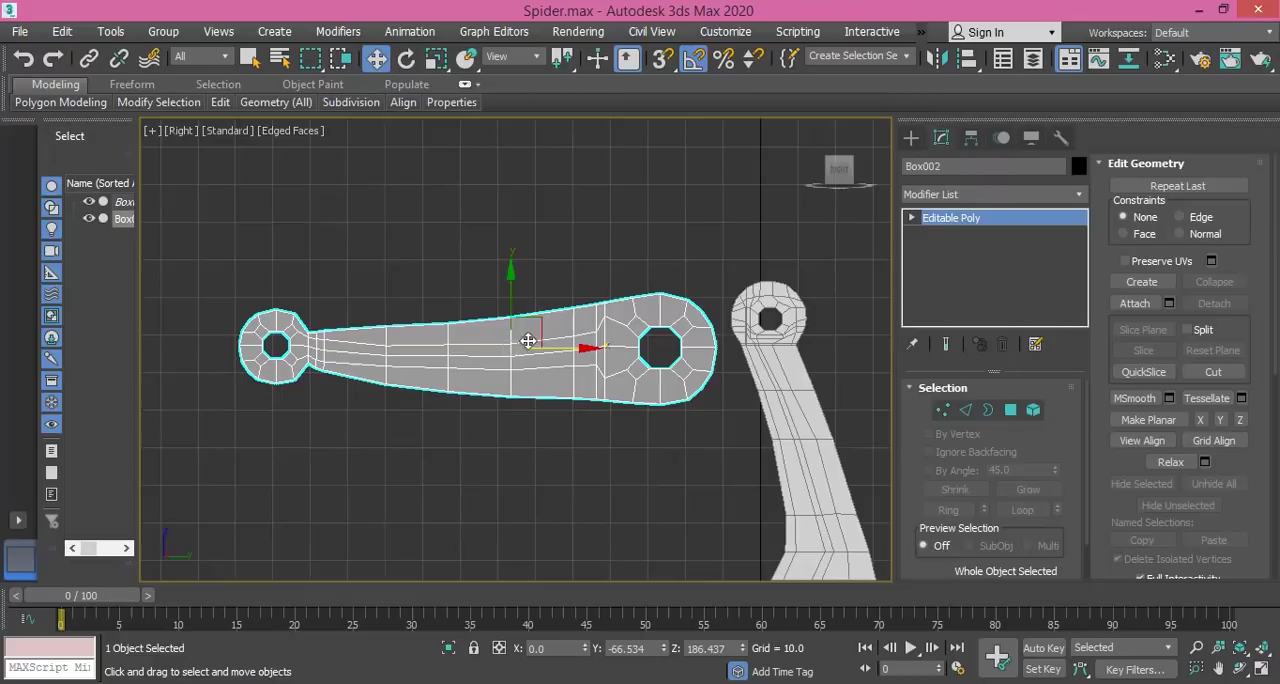 Spider.max - Autodesk 3ds Max 2020
File Edit Tools Group Views Create Modifiers Animation Graph Editors Rendering Civil View Customize Scripting Interactive Sign In Workspaces: Default
All View Create Selection Se
Modeling Freeform Selection Object Paint Populate
Polygon Modeling Modify Selection Edit Geometry (All) Subdivision Align Properties
Select
Name (Sorted A
[+] [Right] [Standard] [Edged Faces]
RIGHT
Box002
Modifier List
Editable Poly
Selection
By Vertex
Ignore Backfacing
By Angle: 45.0
Shrink Grow
Ring Loop
Preview Selection
Off SubObj Multi
Whole Object Selected
Edit Geometry
Repeat Last
Constraints
None Edge
Face Normal
Preserve UVs
Create Collapse
Attach Detach
Slice Plane Split
Slice Reset Plane
QuickSlice Cut
MSmooth Tessellate
Make Planar X Y Z
View Align Grid Align
Relax
Hide Selected Unhide All
Hide Unselected
Named Selections:
Copy Paste
Delete Isolated Vertices
Full Interactivity
y
x
z
y
0 / 100
0 5 10 15 20 25 30 35 40 45 50 55 60 65 70 75 80 85 90 95 100
1 Object Selected X: 0.0 Y: -66.534 Z: 186.437 Grid = 10.0 Auto Key Selected
MAXScript Mi Click and drag to select and move objects Add Time Tag 0 Set Key Key Filters...